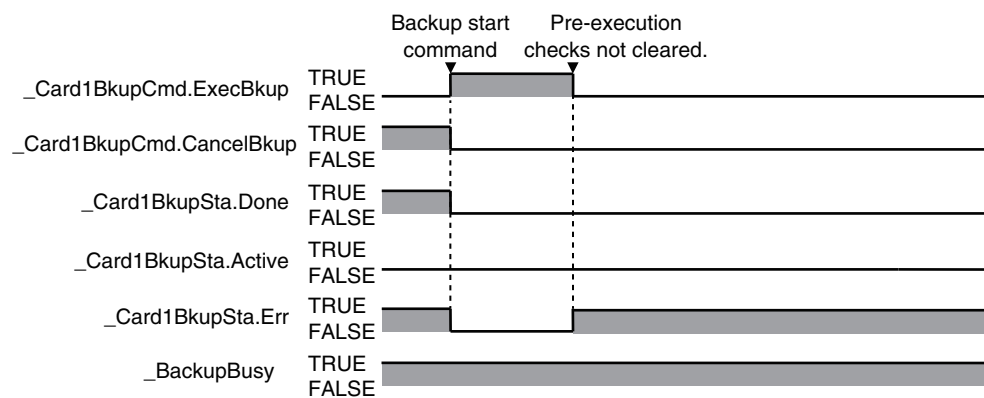 Backup start
command
Pre-execution
checks not cleared.
_Card1BkupCmd.ExecBkup
TRUE
FALSE
_Card1BkupCmd.CancelBkup
TRUE
FALSE
_Card1BkupSta.Done
TRUE
FALSE
_Card1BkupSta.Active
TRUE
FALSE
_Card1BkupSta.Err
TRUE
FALSE
_BackupBusy
TRUE
FALSE